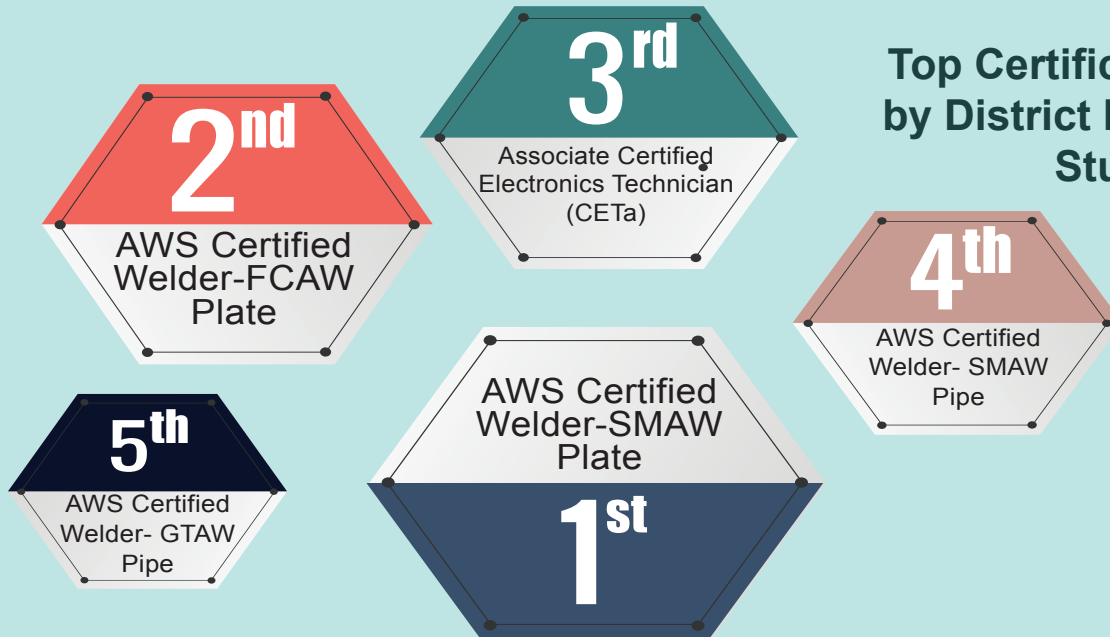 Top Certific
by District
Stu
3rd
Associate Certified
Electronics Technician
(CETa)
2nd
AWS Certified
Welder-FCAW
Plate
4th
AWS Certified
Welder- SMAW
Pipe
AWS Certified
Welder-SMAW
Plate
1st
5th
AWS Certified
Welder- GTAW
Pipe